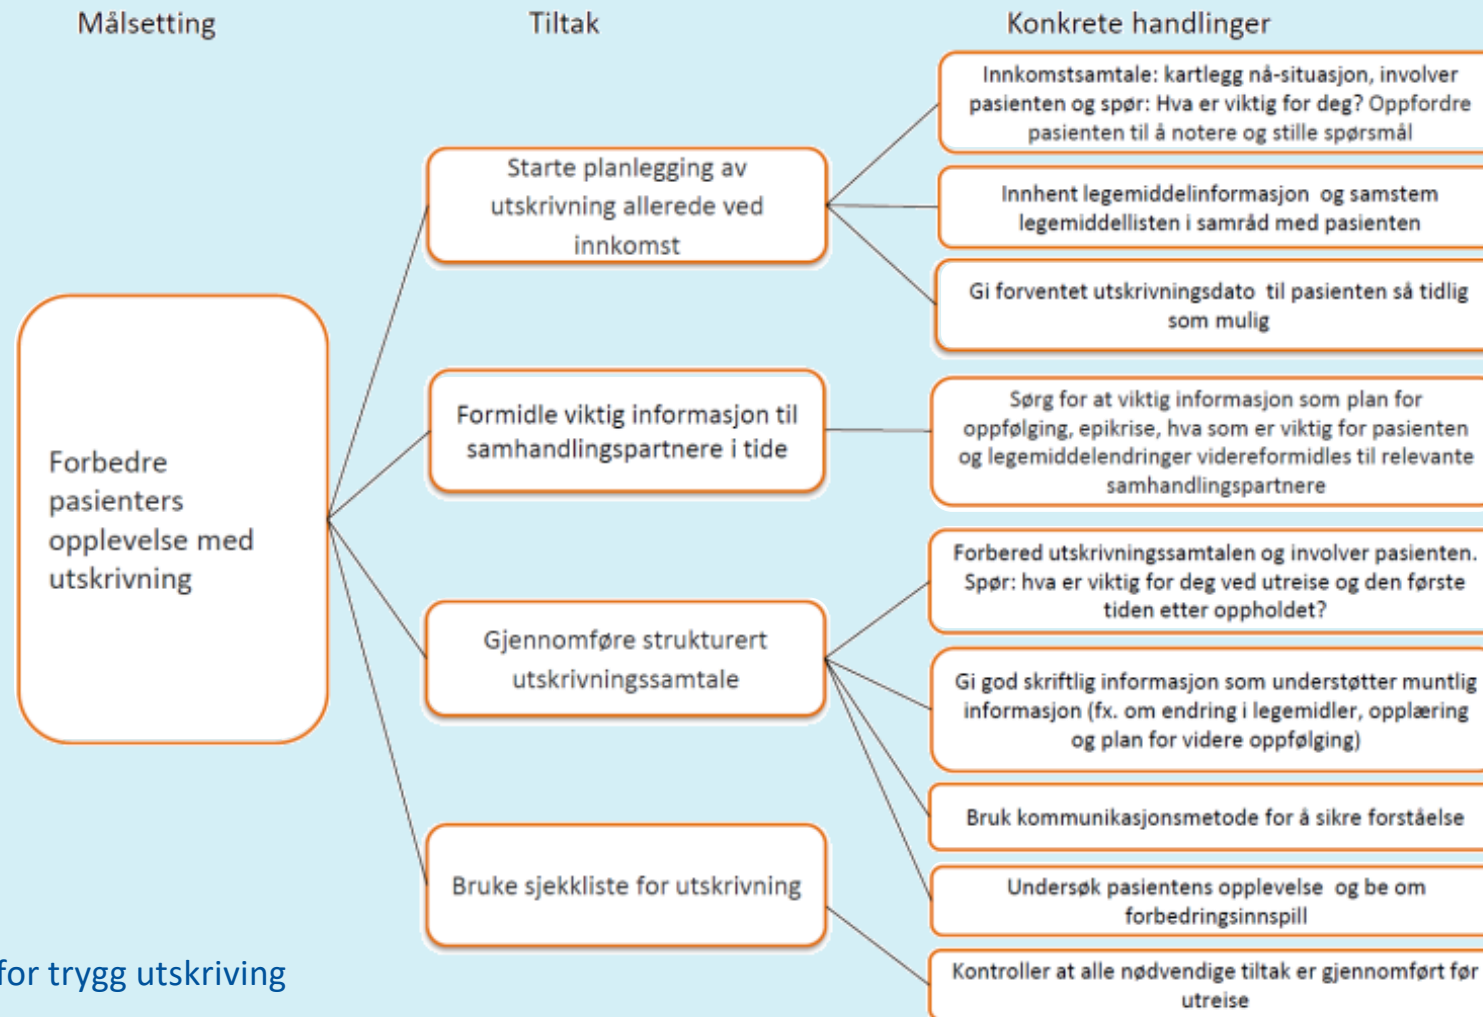 Målsetting
Tiltak
Konkrete handlinger
Forbedre
pasienters
opplevelse med
utskrivning
Starte planlegging av
utskrivning allerede ved
innkomst
Innkomstsamtale: kartlegg nå-situasjon, involver
pasienten og spør: Hva er viktig for deg? Oppfordre
pasienten til å notere og stille spørsmål
Innhent legemiddelinformasjon og samstem
legemiddellisten i samråd med pasienten
Gi forventet utskrivningsdato til pasienten så tidlig
som mulig
Formidle viktig informasjon til
samhandlingspartnere i tide
Sørg for at viktig informasjon som plan for
oppfølging, epikrise, hva som er viktig for pasienten
og legemiddelendringer videreformidles til relevante
samhandlingspartnere
Gjennomføre strukturert
utskrivningssamtale
Forbered utskrivningssamtalen og involver pasienten.
Spør: hva er viktig for deg ved utreise og den første
tiden etter oppholdet?
Gi god skriftlig informasjon som understøtter muntlig
informasjon (fx. om endring i legemidler, opplæring
og plan for videre oppfølging)
Bruk kommunikasjonsmetode for å sikre forståelse
Undersøk pasientens opplevelse og be om
forbedringsinnspill
Bruke sjekkliste for utskrivning
Kontroller at alle nødvendige tiltak er gjennomført før
utreise
for trygg utskriving